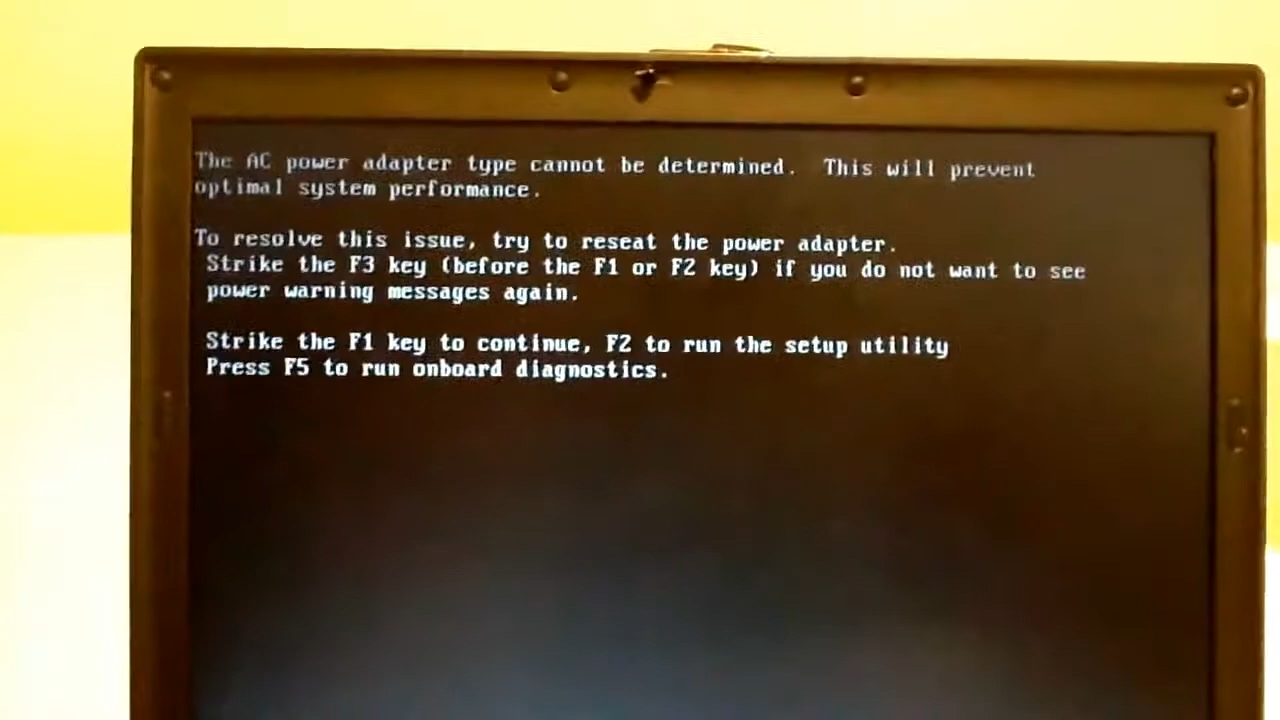 The AC power adapter type cannot be determined.  This will prevent
optimal system performance.
To resolve this issue, try to reseat the power adapter.
Strike the F3 key (before the F1 or F2 key) if you do not want to see
power warning messages again.
Strike the F1 key to continue, F2 to run the setup utility
Press F5 to run onboard diagnostics.